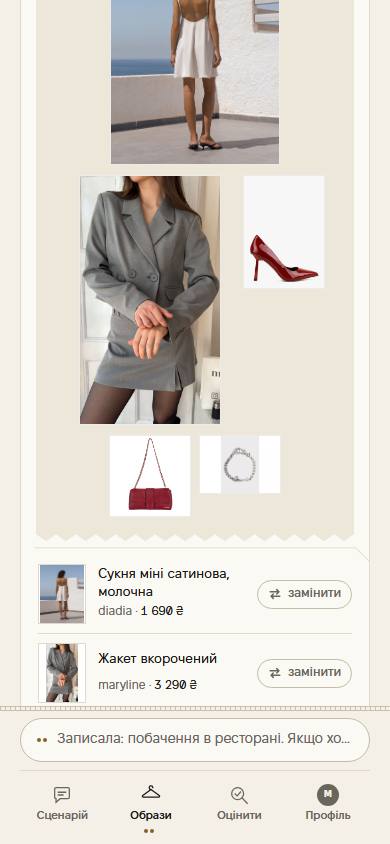 Сукня міні сатинова,
молочна
diadia · 1 690 ₴
замінити
Жакет вкорочений
maryline · 3 290 ₴
замінити
Записала: побачення в ресторані. Якщо хо...
Сценарій
Образи
Оцінити
М
Профіль